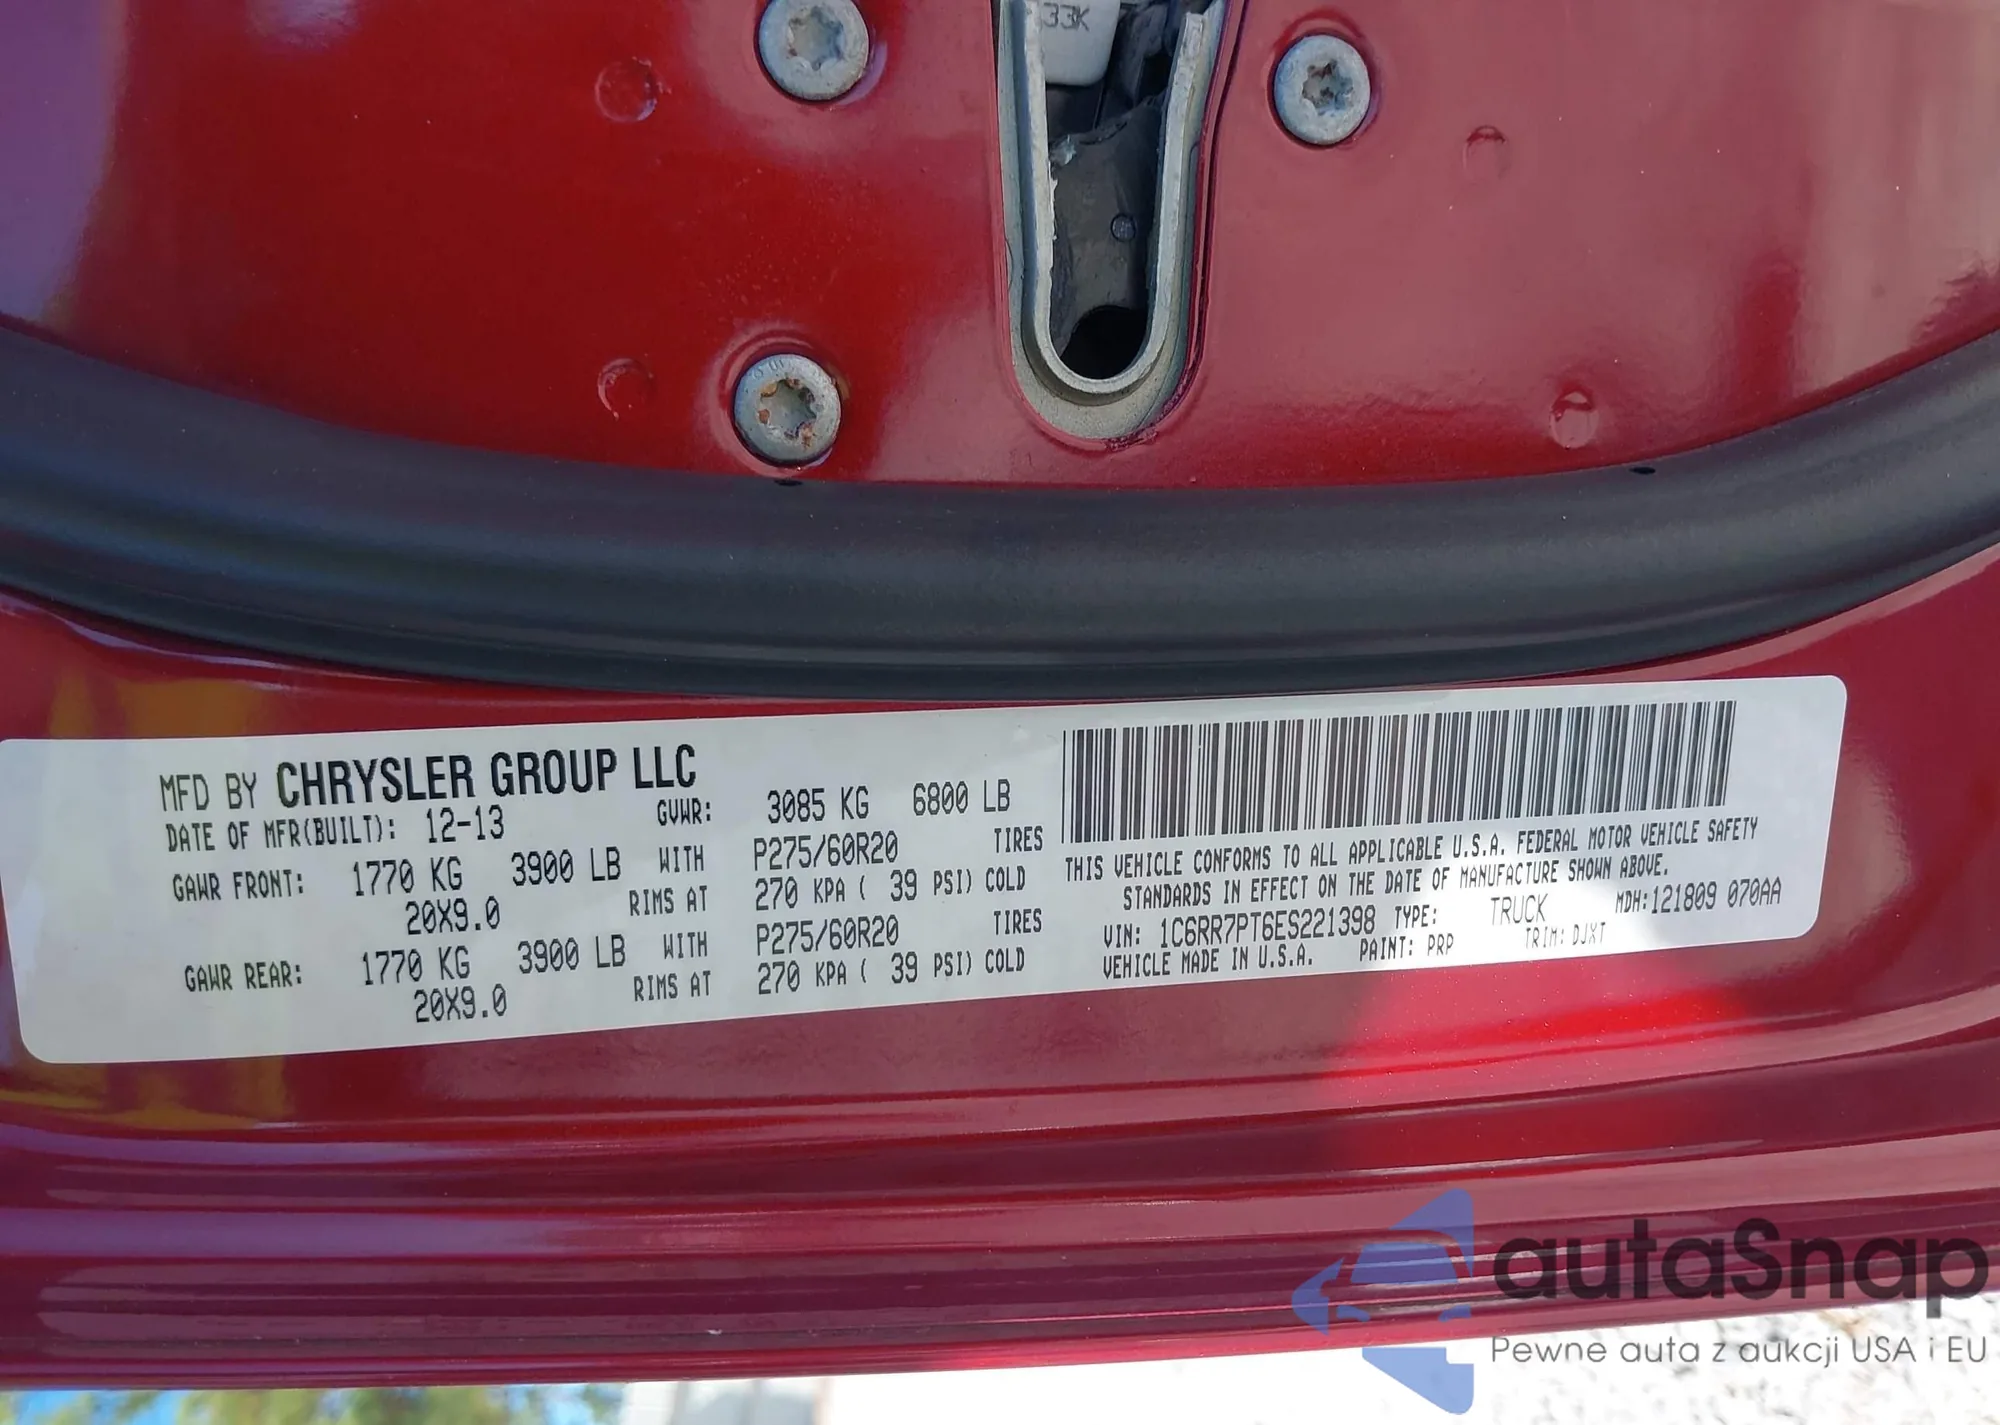 33K
MFD BY CHRYSLER GROUP LLC
DATE OF MFR(BUILT): 12-13 GVWR: 3085 KG 6800 LB
GAWR FRONT: 1770 KG 3900 LB WITH P275/60R20 TIRES
20X9.0 RIMS AT 270 KPA ( 39 PSI) COLD
GAWR REAR: 1770 KG 3900 LB WITH P275/60R20 TIRES
20X9.0 RIMS AT 270 KPA ( 39 PSI) COLD
THIS VEHICLE CONFORMS TO ALL APPLICABLE U.S.A. FEDERAL MOTOR VEHICLE SAFETY
STANDARDS IN EFFECT ON THE DATE OF MANUFACTURE SHOWN ABOVE.
MDH:121809 070AA
VIN: 1C6RR7PT6ES221398 TYPE: TRUCK
VEHICLE MADE IN U.S.A. PAINT: PRP TRIM: DJXT
autaSnap
Pewne auta z aukcji USA i EU